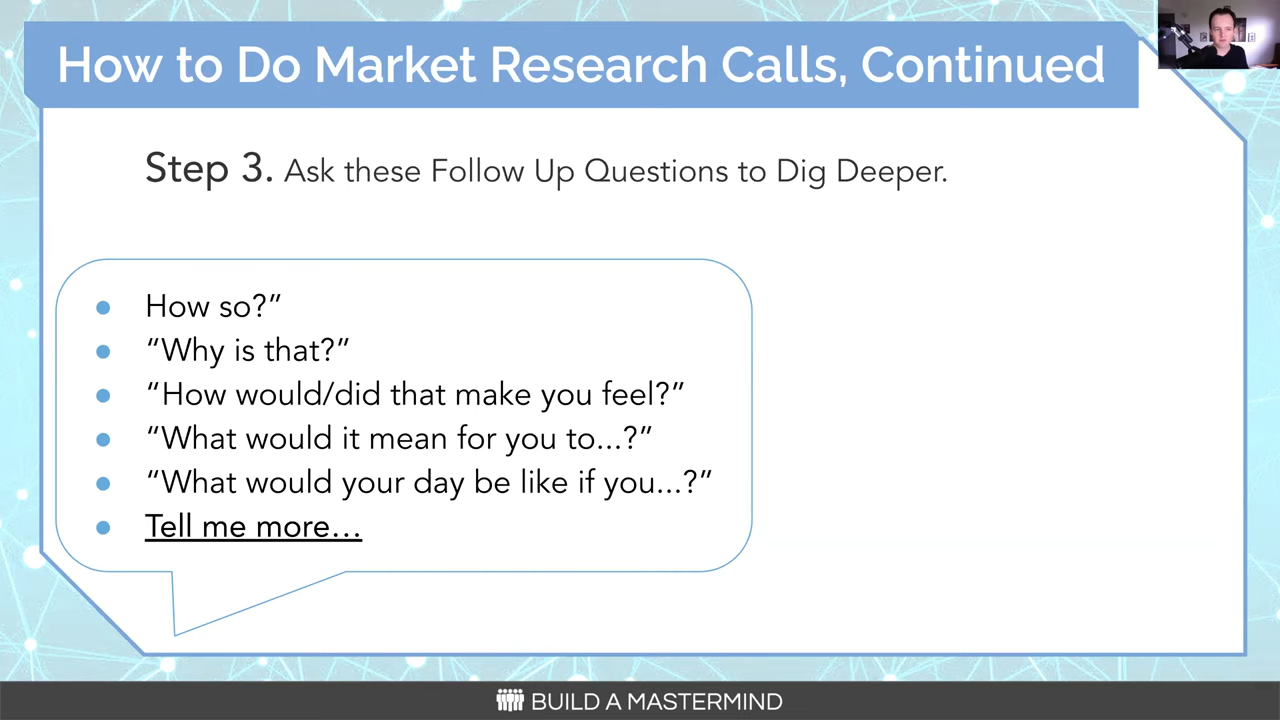 How to Do Market Research Calls, Continued
Step 3. Ask these Follow Up Questions to Dig Deeper.
How so?”
“Why is that?”
“How would/did that make you feel?”
“What would it mean for you to...?”
“What would your day be like if you...?”
Tell me more…
BUILD A MASTERMIND